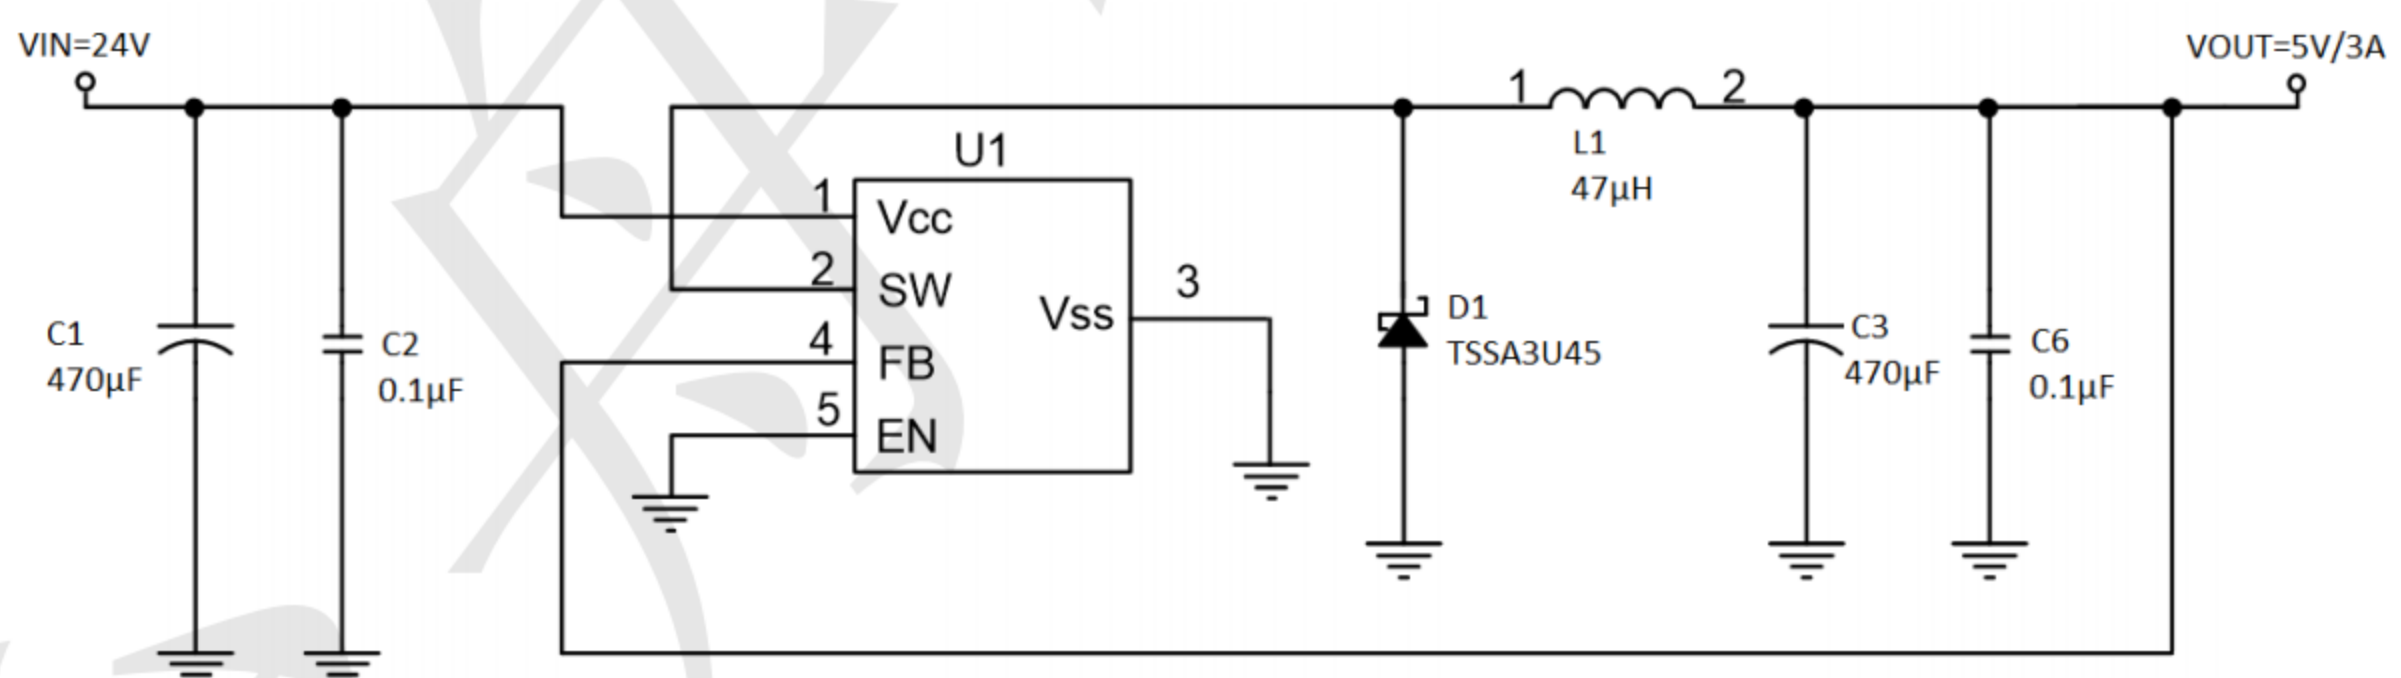 VIN=24V
VOUT=5V/3A
1
2
L1
47µH
U1
1
Vcc
2
SW
4
FB
5
EN
Vss
3
C1
470µF
C2
0.1µF
D1
TSSA3U45
C3
470µF
C6
0.1µF